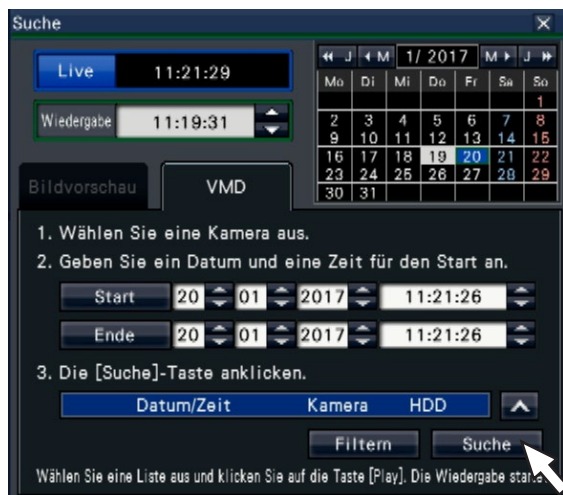 Suche
Live 11:21:29
Wiedergabe 11:19:31
J M 1/ 2017 M J
Mo Di Mi Do Fr Sa So
1
2 3 4 5 6 7 8
9 10 11 12 13 14 15
16 17 18 19 20 21 22
23 24 25 26 27 28 29
30 31
Bildvorschau VMD
1. Wählen Sie eine Kamera aus.
2. Geben Sie ein Datum und eine Zeit für den Start an.
Start 20 01 2017 11:21:26
Ende 20 01 2017 11:21:26
3. Die [Suche]-Taste anklicken.
Datum/Zeit Kamera HDD
Filtern Suche
Wählen Sie eine Liste aus und klicken Sie auf die Taste [Play]. Die Wiedergabe